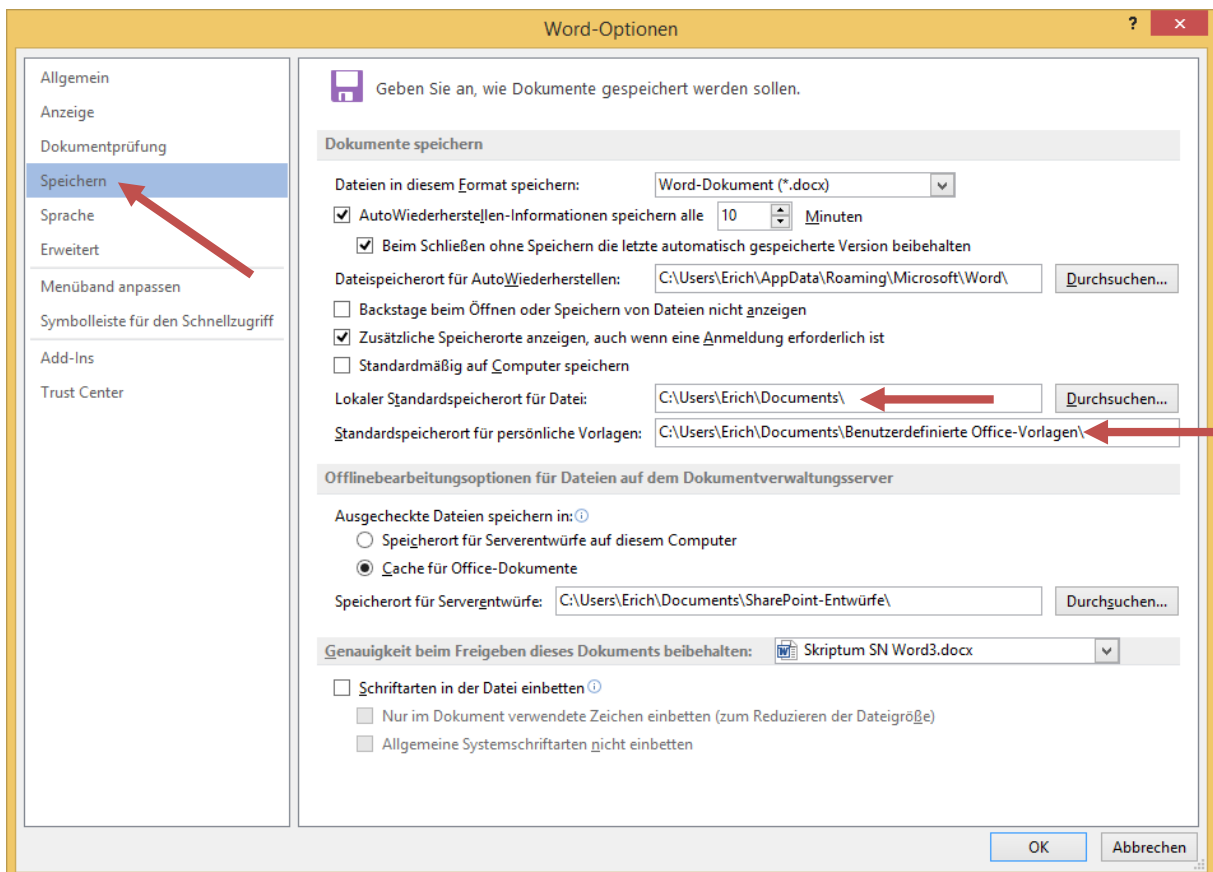 Word-Optionen
?
Allgemein
Anzeige
Dokumentprüfung
Speichern
Sprache
Erweitert
Menüband anpassen
Symbolleiste für den Schnellzugriff
Add-Ins
Trust Center
Geben Sie an, wie Dokumente gespeichert werden sollen.
Dokumente speichern
Dateien in diesem Format speichern: Word-Dokument (*.docx)
AutoWiederherstellen-Informationen speichern alle 10 Minuten
Beim Schließen ohne Speichern die letzte automatisch gespeicherte Version beibehalten
Dateispeicherort für AutoWiederherstellen: C:\Users\Erich\AppData\Roaming\Microsoft\Word\ Durchsuchen...
Backstage beim Öffnen oder Speichern von Dateien nicht anzeigen
Zusätzliche Speicherorte anzeigen, auch wenn eine Anmeldung erforderlich ist
Standardmäßig auf Computer speichern
Lokaler Standardspeicherort für Datei: C:\Users\Erich\Documents\ Durchsuchen...
Standardspeicherort für persönliche Vorlagen: C:\Users\Erich\Documents\Benutzerdefinierte Office-Vorlagen\
Offlinebearbeitungsoptionen für Dateien auf dem Dokumentverwaltungsserver
Ausgecheckte Dateien speichern in:
Speicherort für Serverentwürfe auf diesem Computer
Cache für Office-Dokumente
Speicherort für Serverentwürfe: C:\Users\Erich\Documents\SharePoint-Entwürfe\ Durchsuchen...
Genauigkeit beim Freigeben dieses Dokuments beibehalten: Skriptum SN Word3.docx
Schriftarten in der Datei einbetten
Nur im Dokument verwendete Zeichen einbetten (zum Reduzieren der Dateigröße)
Allgemeine Systemschriftarten nicht einbetten
OK Abbrechen